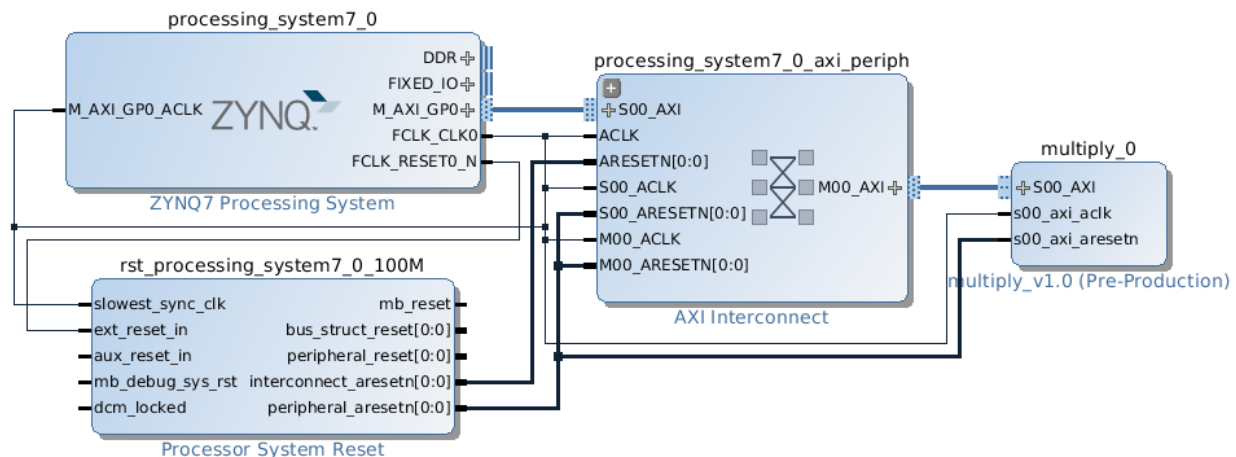 processing_system7_0
DDR
FIXED_IO
M_AXI_GP0_ACLK
ZYNQ
M_AXI_GP0
FCLK_CLK0
FCLK_RESET0_N
ZYNQ7 Processing System
processing_system7_0_axi_periph
S00_AXI
ACLK
ARESETN[0:0]
S00_ACLK
M00_AXI
S00_ARESETN[0:0]
M00_ACLK
M00_ARESETN[0:0]
AXI Interconnect
multiply_0
S00_AXI
s00_axi_aclk
s00_axi_aresetn
multiply_v1.0 (Pre-Production)
rst_processing_system7_0_100M
slowest_sync_clk
mb_reset
ext_reset_in
bus_struct_reset[0:0]
aux_reset_in
peripheral_reset[0:0]
mb_debug_sys_rst
interconnect_aresetn[0:0]
dcm_locked
peripheral_aresetn[0:0]
Processor System Reset